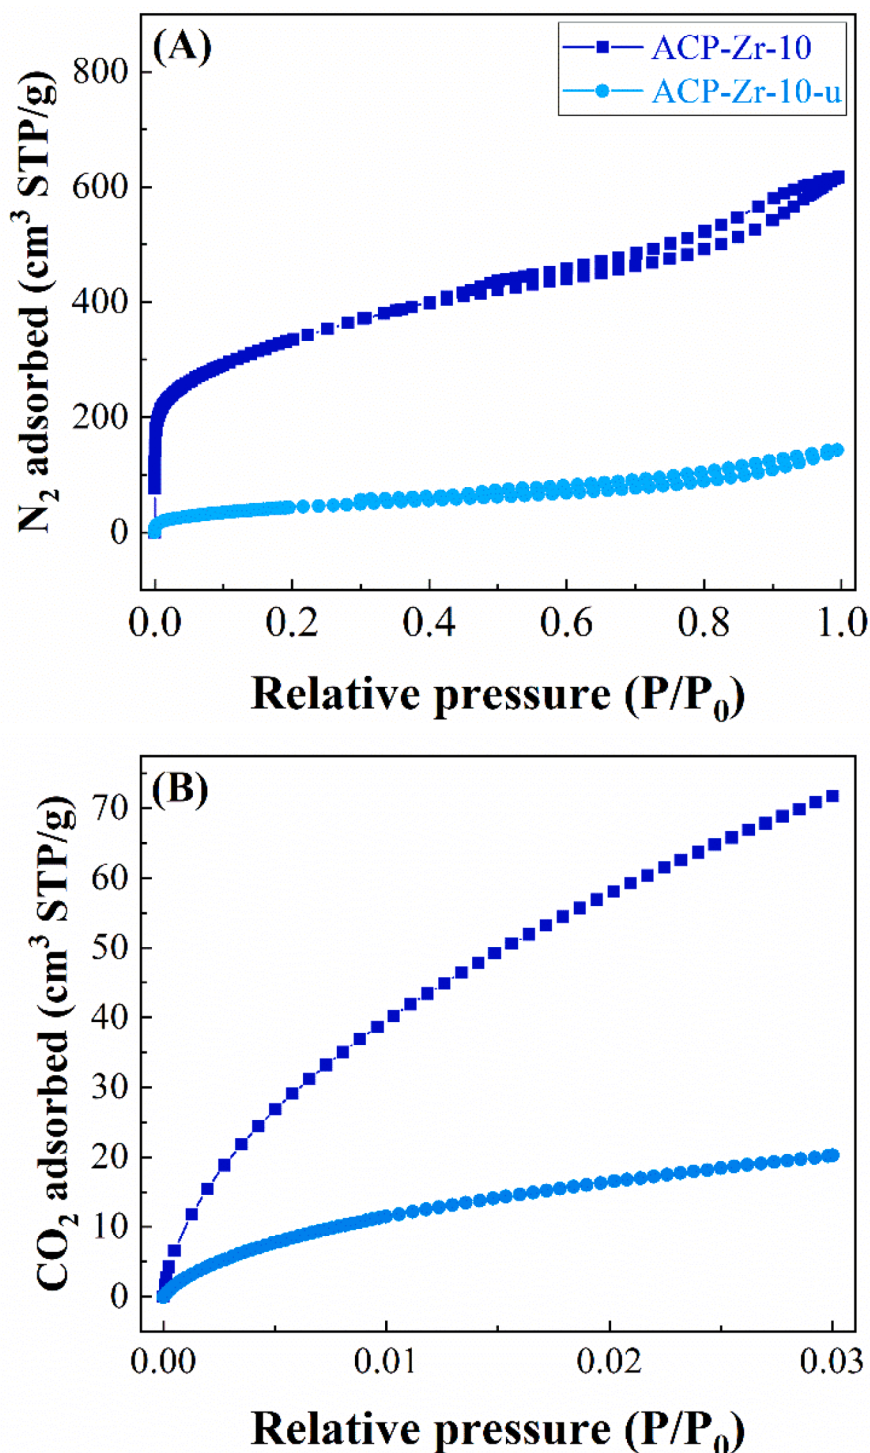 (A)
ACP-Zr-10
ACP-Zr-10-u
800
600
400
200
0
N₂ adsorbed (cm³ STP/g)
0.0 0.2 0.4 0.6 0.8 1.0
Relative pressure (P/P₀)
(B)
70
60
50
40
30
20
10
0
CO₂ adsorbed (cm³ STP/g)
0.00 0.01 0.02 0.03
Relative pressure (P/P₀)